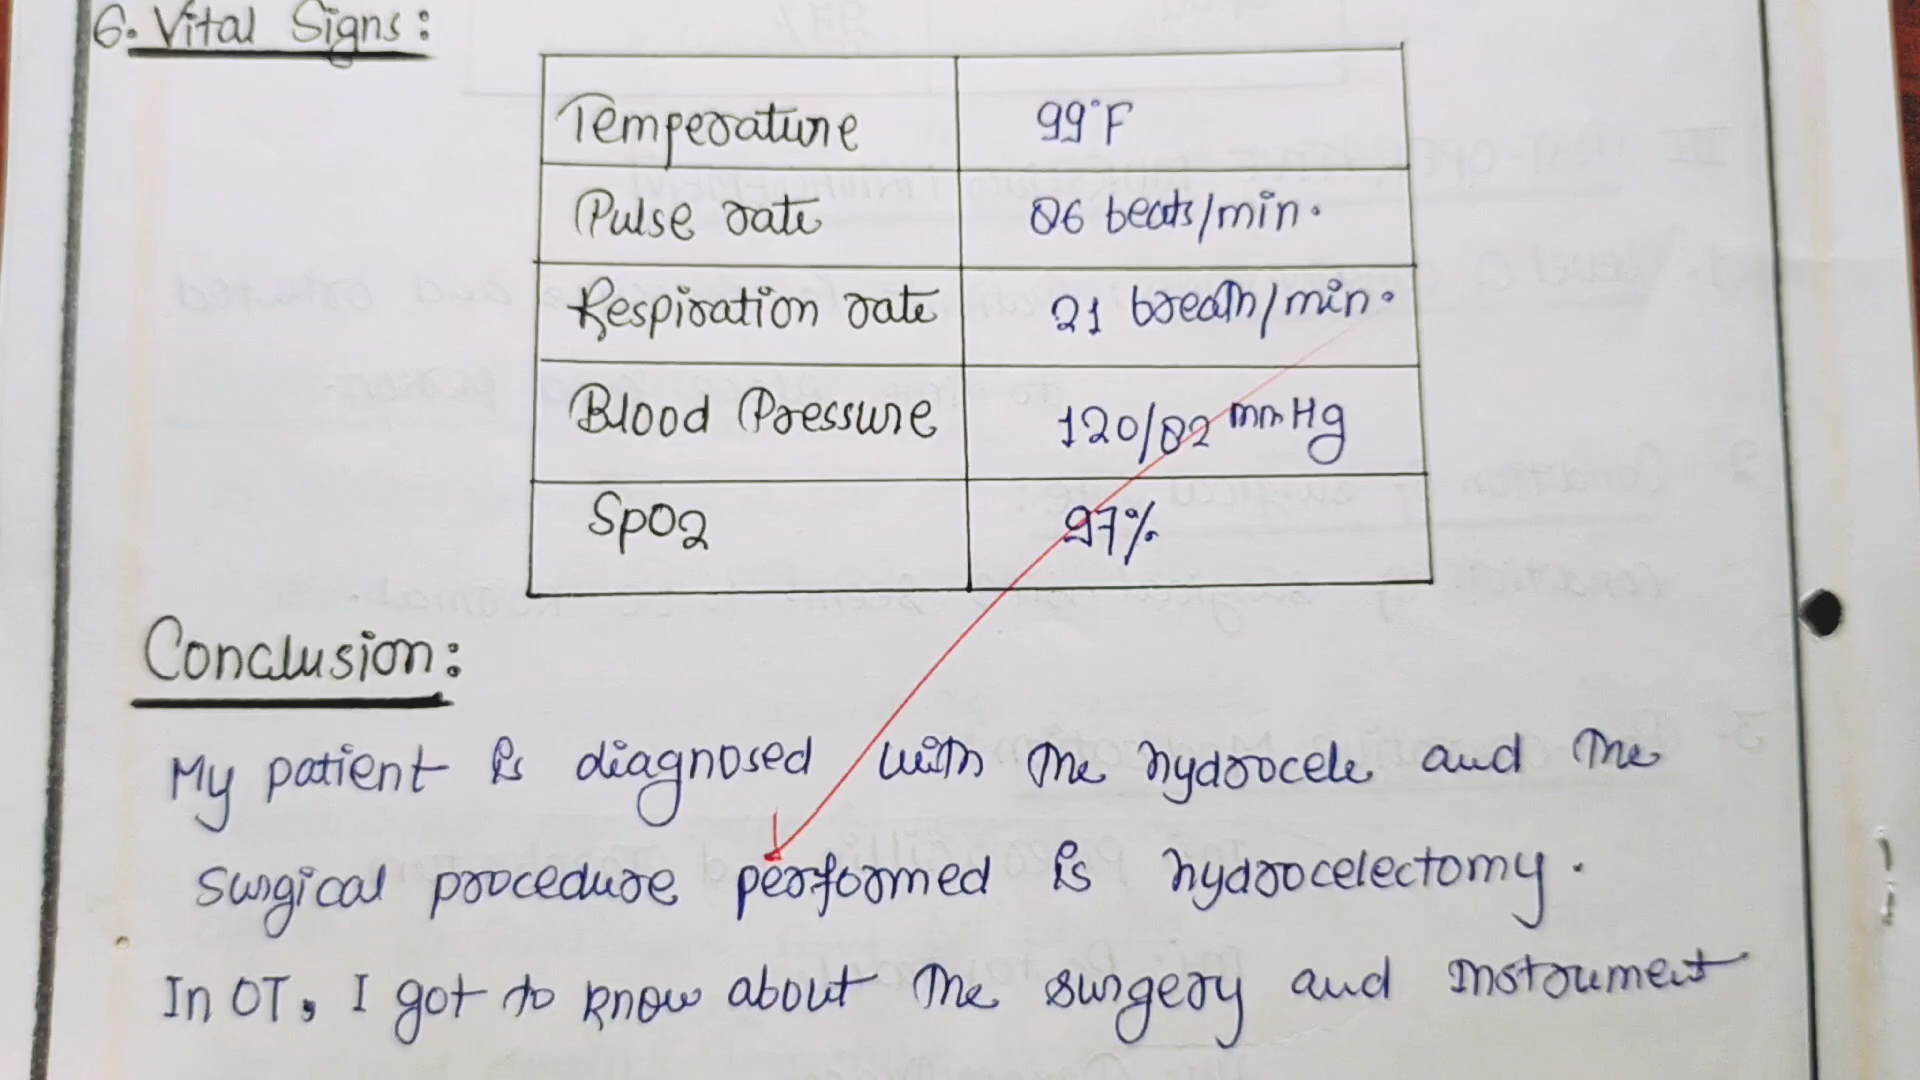 6. Vital Signs:
Temperature 99°F
Pulse rate 86 beats/min.
Respiration rate 21 breath/min.
Blood Pressure 120/82 mmHg
SpO2 97%
Conclusion:
My patient is diagnosed with the hydrocele and the
surgical procedure performed is hydrocelectomy.
In OT, I got to know about the surgery and instrument